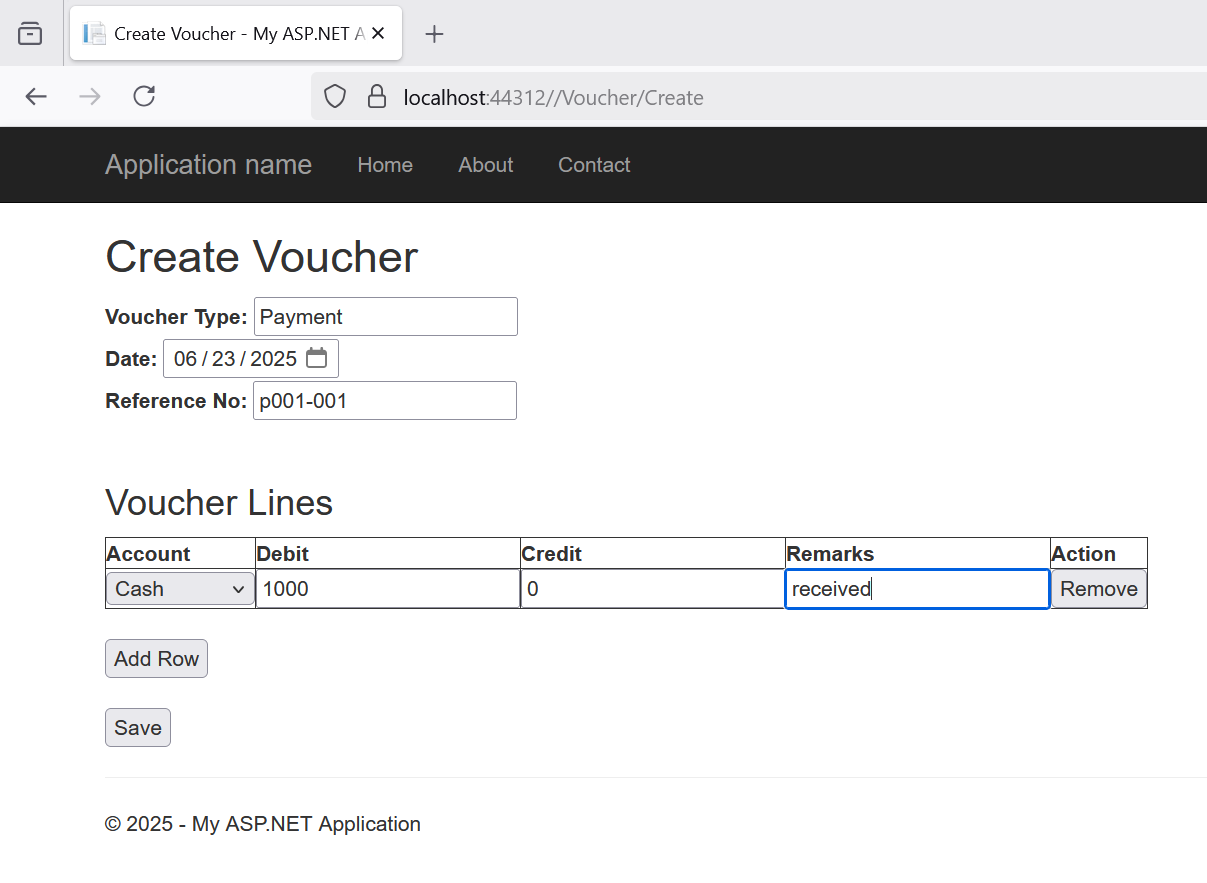 Create Voucher - My ASP.NET A
localhost:44312//Voucher/Create
Application name Home About Contact
Create Voucher
Voucher Type: Payment
Date: 06 / 23 / 2025
Reference No: p001-001
Voucher Lines
Account Debit Credit Remarks Action
Cash 1000 0 received Remove
Add Row
Save
© 2025 - My ASP.NET Application